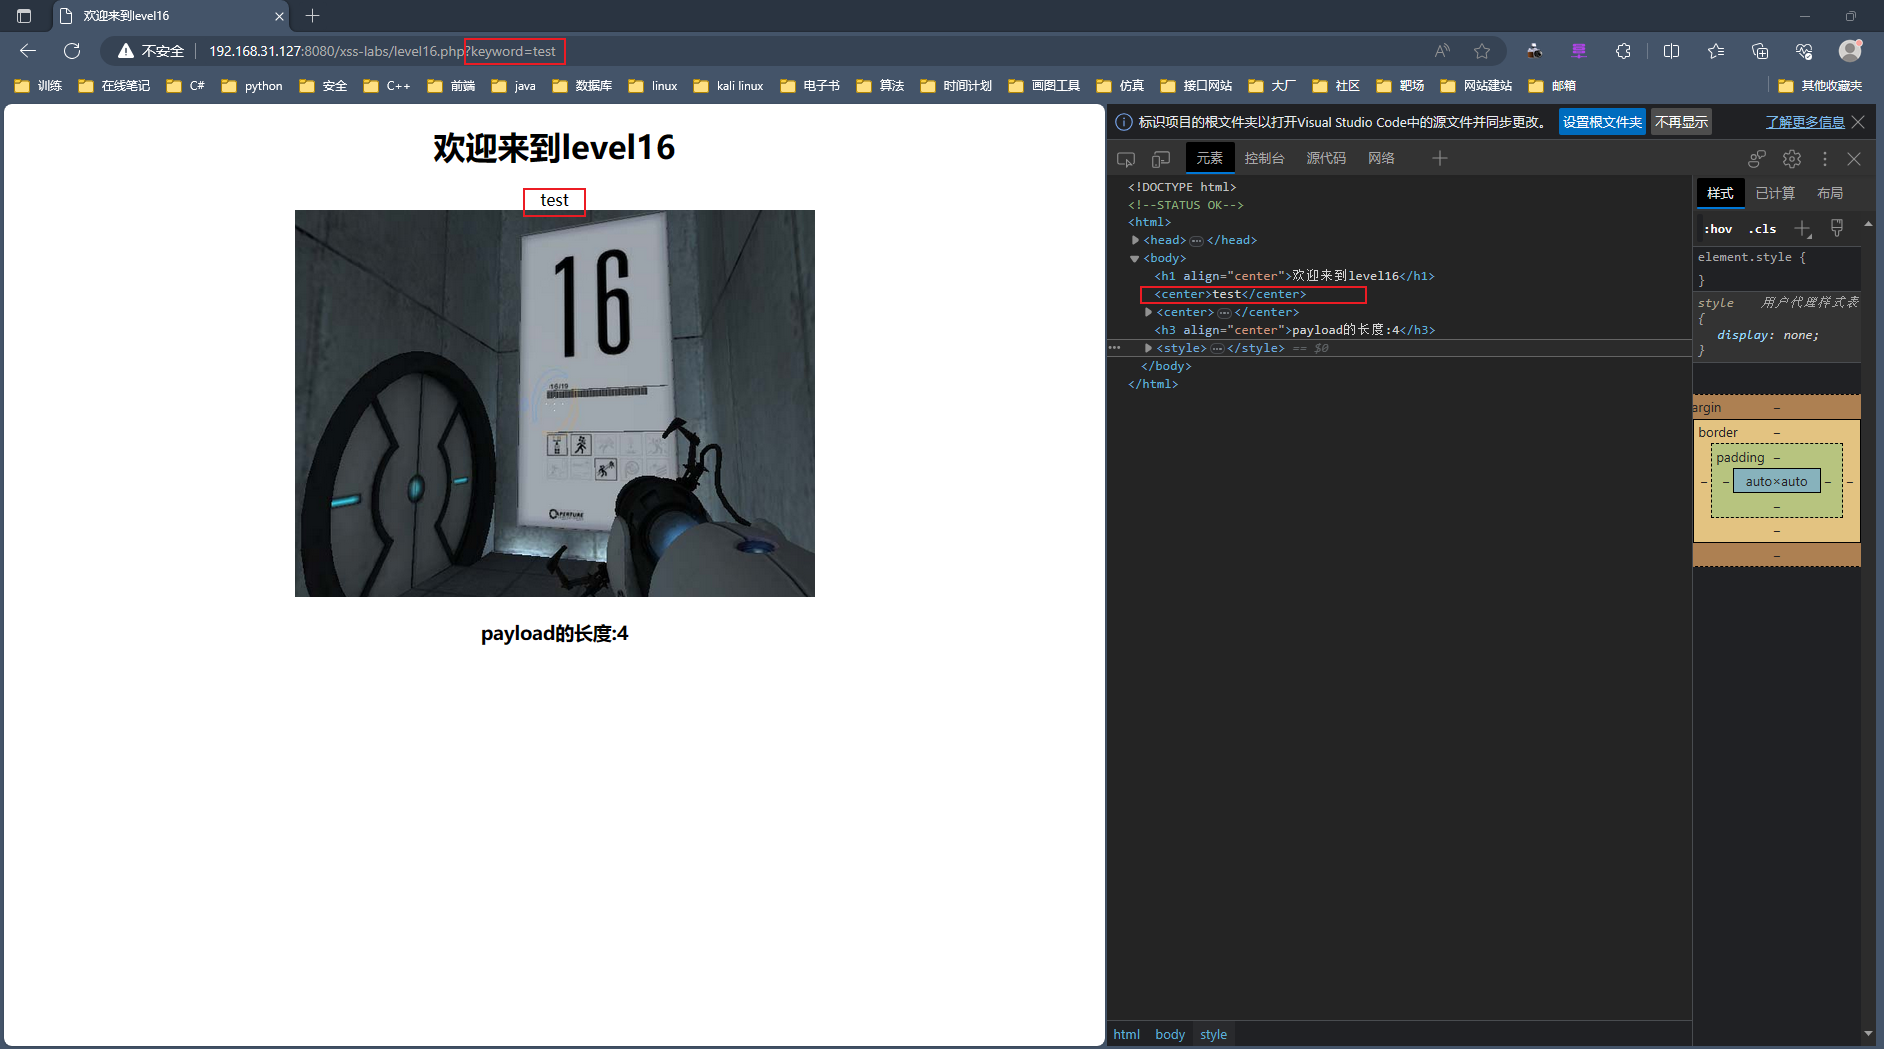 欢迎来到level16
不安全 192.168.31.127:8080/xss-labs/level16.php?keyword=test
训练 在线笔记 C# python 安全 C++ 前端 java 数据库 linux kali linux 电子书 算法 时间计划 画图工具 仿真 接口网站 大厂 社区 靶场 网站建站 邮箱 其他收藏夹
欢迎来到level16
test
16
16/19
APERTURE
payload的长度:4
标识项目的根文件夹以打开Visual Studio Code中的源文件并同步更改。 设置根文件夹 不再显示 了解更多信息
元素 控制台 源代码 网络
<!DOCTYPE html>
<!--STATUS OK-->
<html>
<head> ⋯ </head>
<body>
<h1 align="center">欢迎来到level16</h1>
<center>test</center>
<center> ⋯ </center>
<h3 align="center">payload的长度:4</h3>
<style> ⋯ </style> == $0
</body>
</html>
html body style
样式 已计算 布局
:hov .cls
element.style {
}
style 用户代理样式表
{
display: none;
}
argin –
border –
padding –
– – auto×auto – –
–
–
–